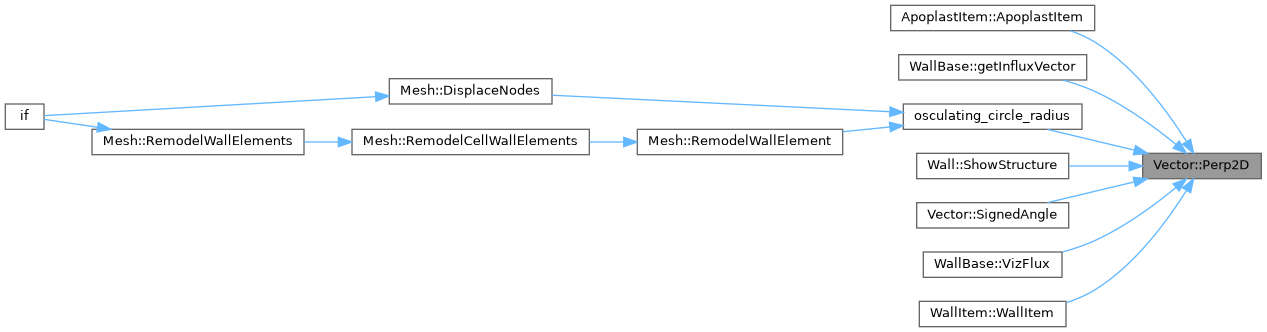 ApoplastItem::ApoplastItem
WallBase::getInfluxVector
Mesh::DisplaceNodes
osculating_circle_radius
if
Mesh::RemodelWallElements
Mesh::RemodelCellWallElements
Mesh::RemodelWallElement
Wall::ShowStructure
Vector::Perp2D
Vector::SignedAngle
WallBase::VizFlux
WallItem::WallItem